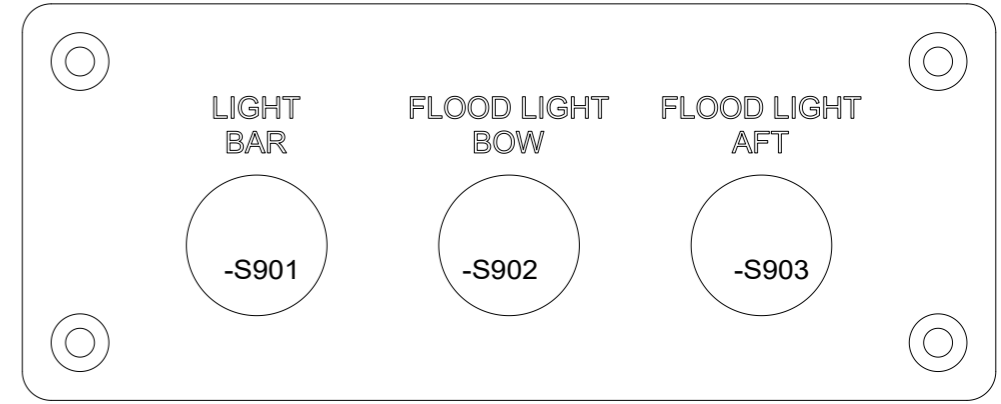 LIGHT
BAR
FLOOD LIGHT
BOW
FLOOD LIGHT
AFT
-S901
-S902
-S903